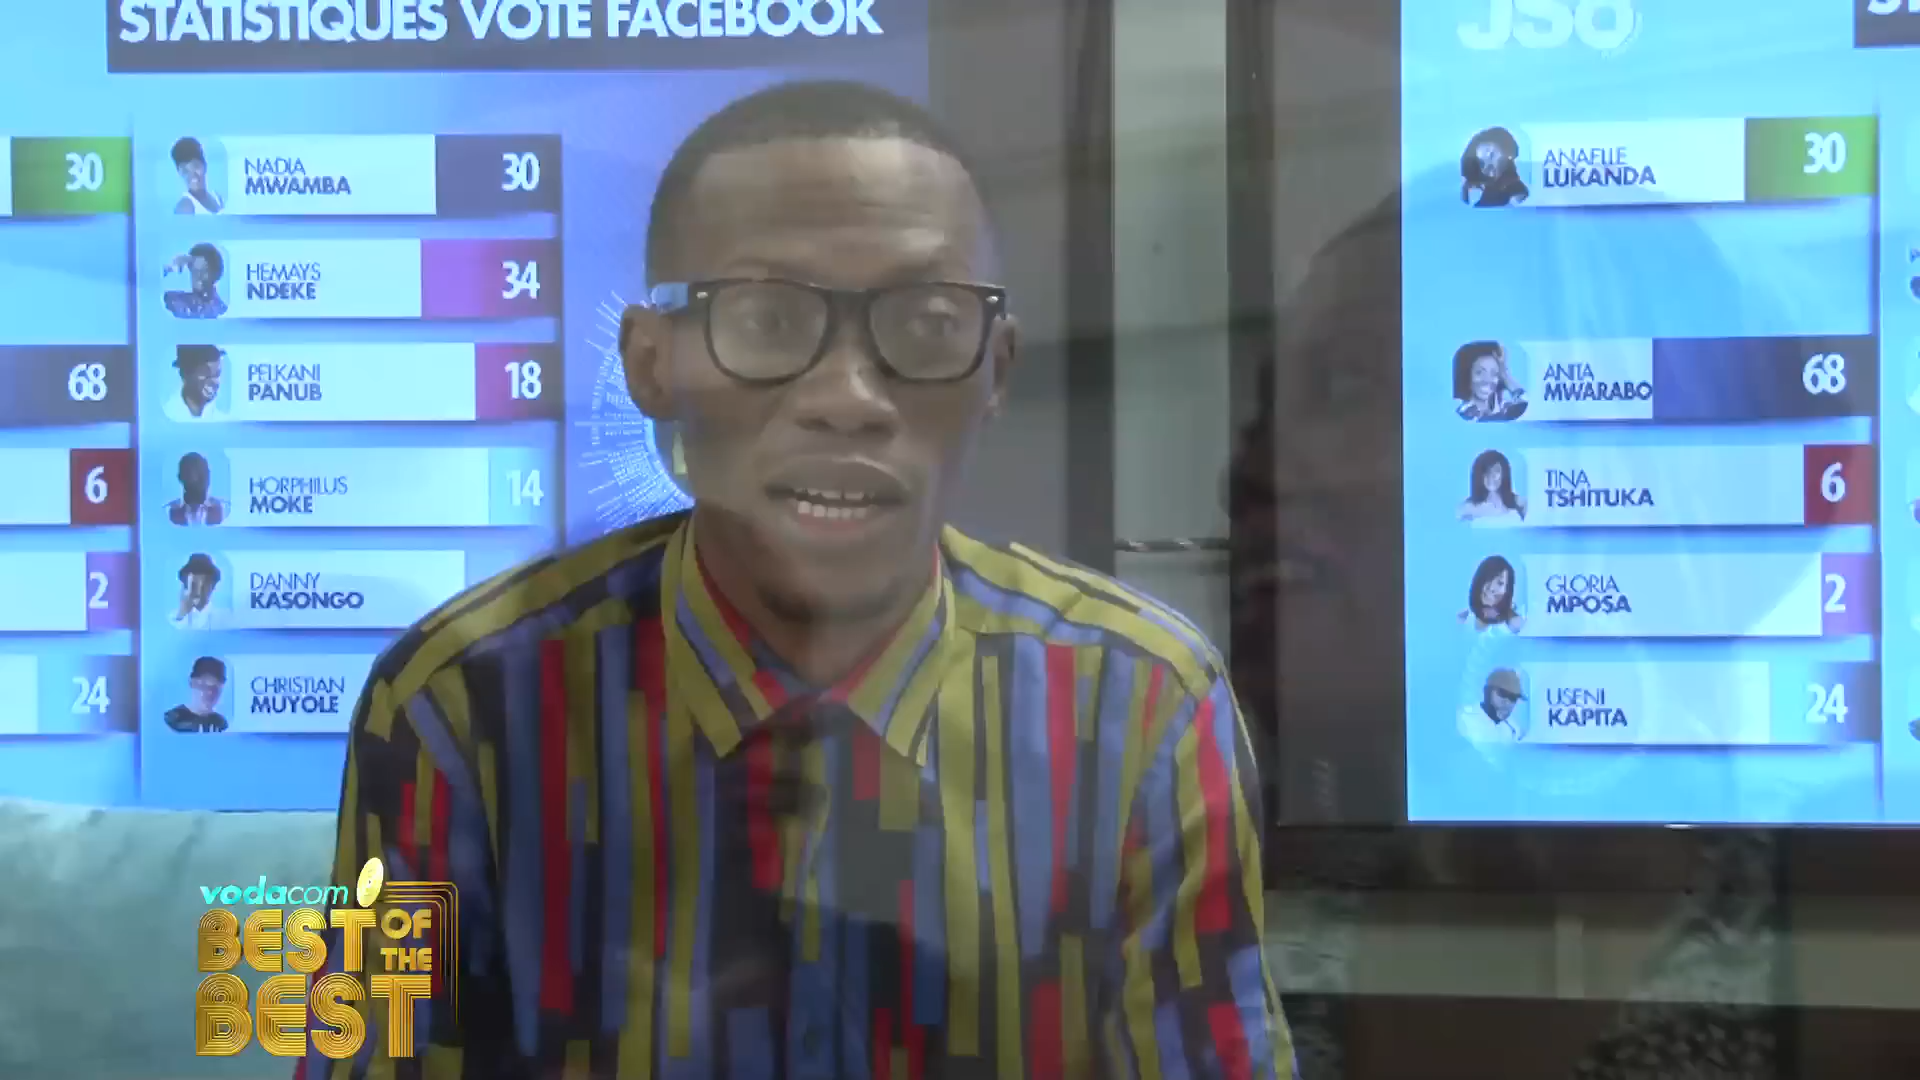 STATISTIQUES VOTE FACEBOOK
30
68
6
2
24
NADIA
MWAMBA
30
HEMAYS
NDEKE
34
PELKANI
PANUB
18
HORPHILUS
MOKE
14
DANNY
KASONGO
CHRISTIAN
MUYOLE
JS8
ANAELLE
LUKANDA
30
ANITA
MWARABO
68
TINA
TSHITUKA
6
GLORIA
MPOSA
2
USENI
KAPITA
24
vodacom
BEST OF THE
BEST